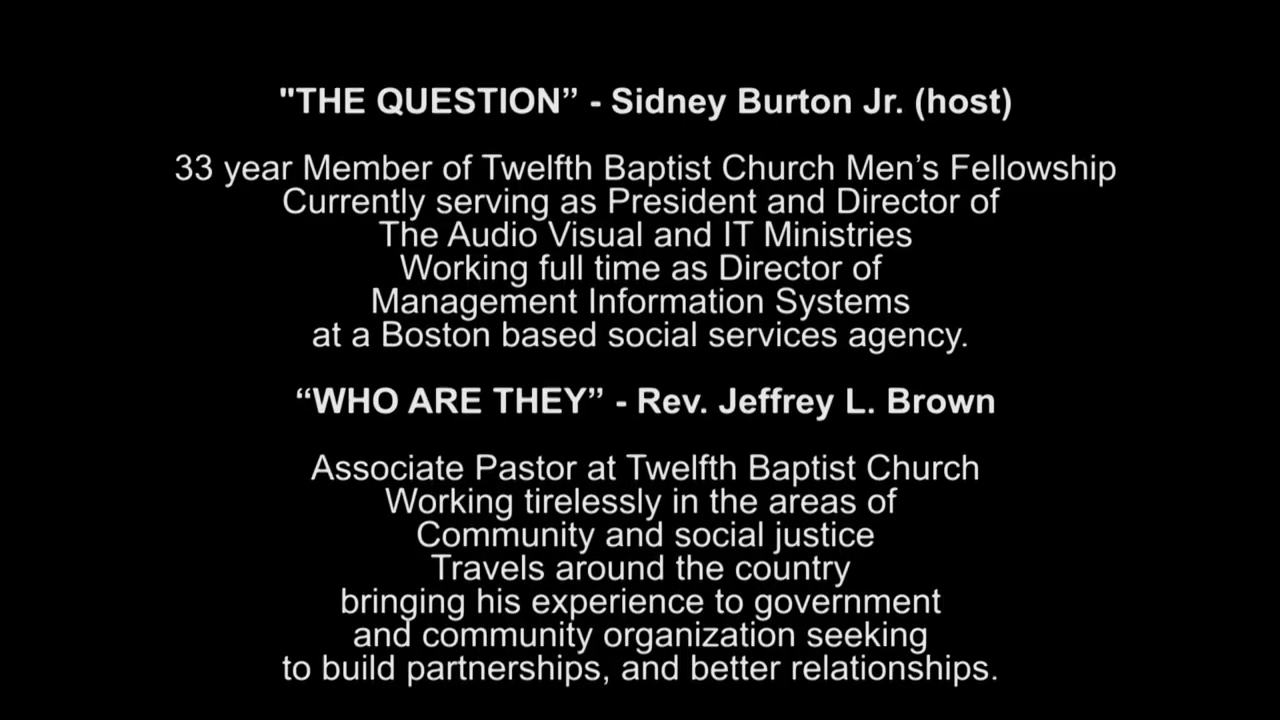 "THE QUESTION” - Sidney Burton Jr. (host)
33 year Member of Twelfth Baptist Church Men’s Fellowship
Currently serving as President and Director of
The Audio Visual and IT Ministries
Working full time as Director of
Management Information Systems
at a Boston based social services agency.
“WHO ARE THEY” - Rev. Jeffrey L. Brown
Associate Pastor at Twelfth Baptist Church
Working tirelessly in the areas of
Community and social justice
Travels around the country
bringing his experience to government
and community organization seeking
to build partnerships, and better relationships.